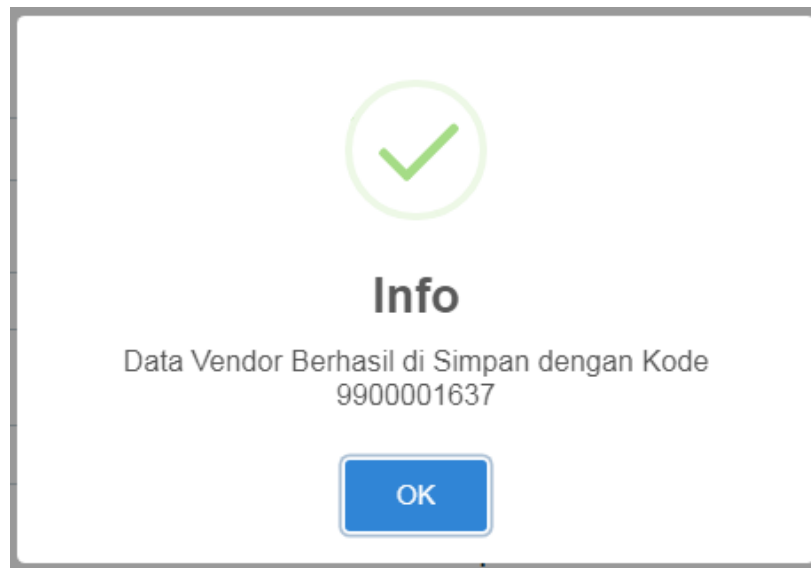 Info
Data Vendor Berhasil di Simpan dengan Kode
9900001637
OK